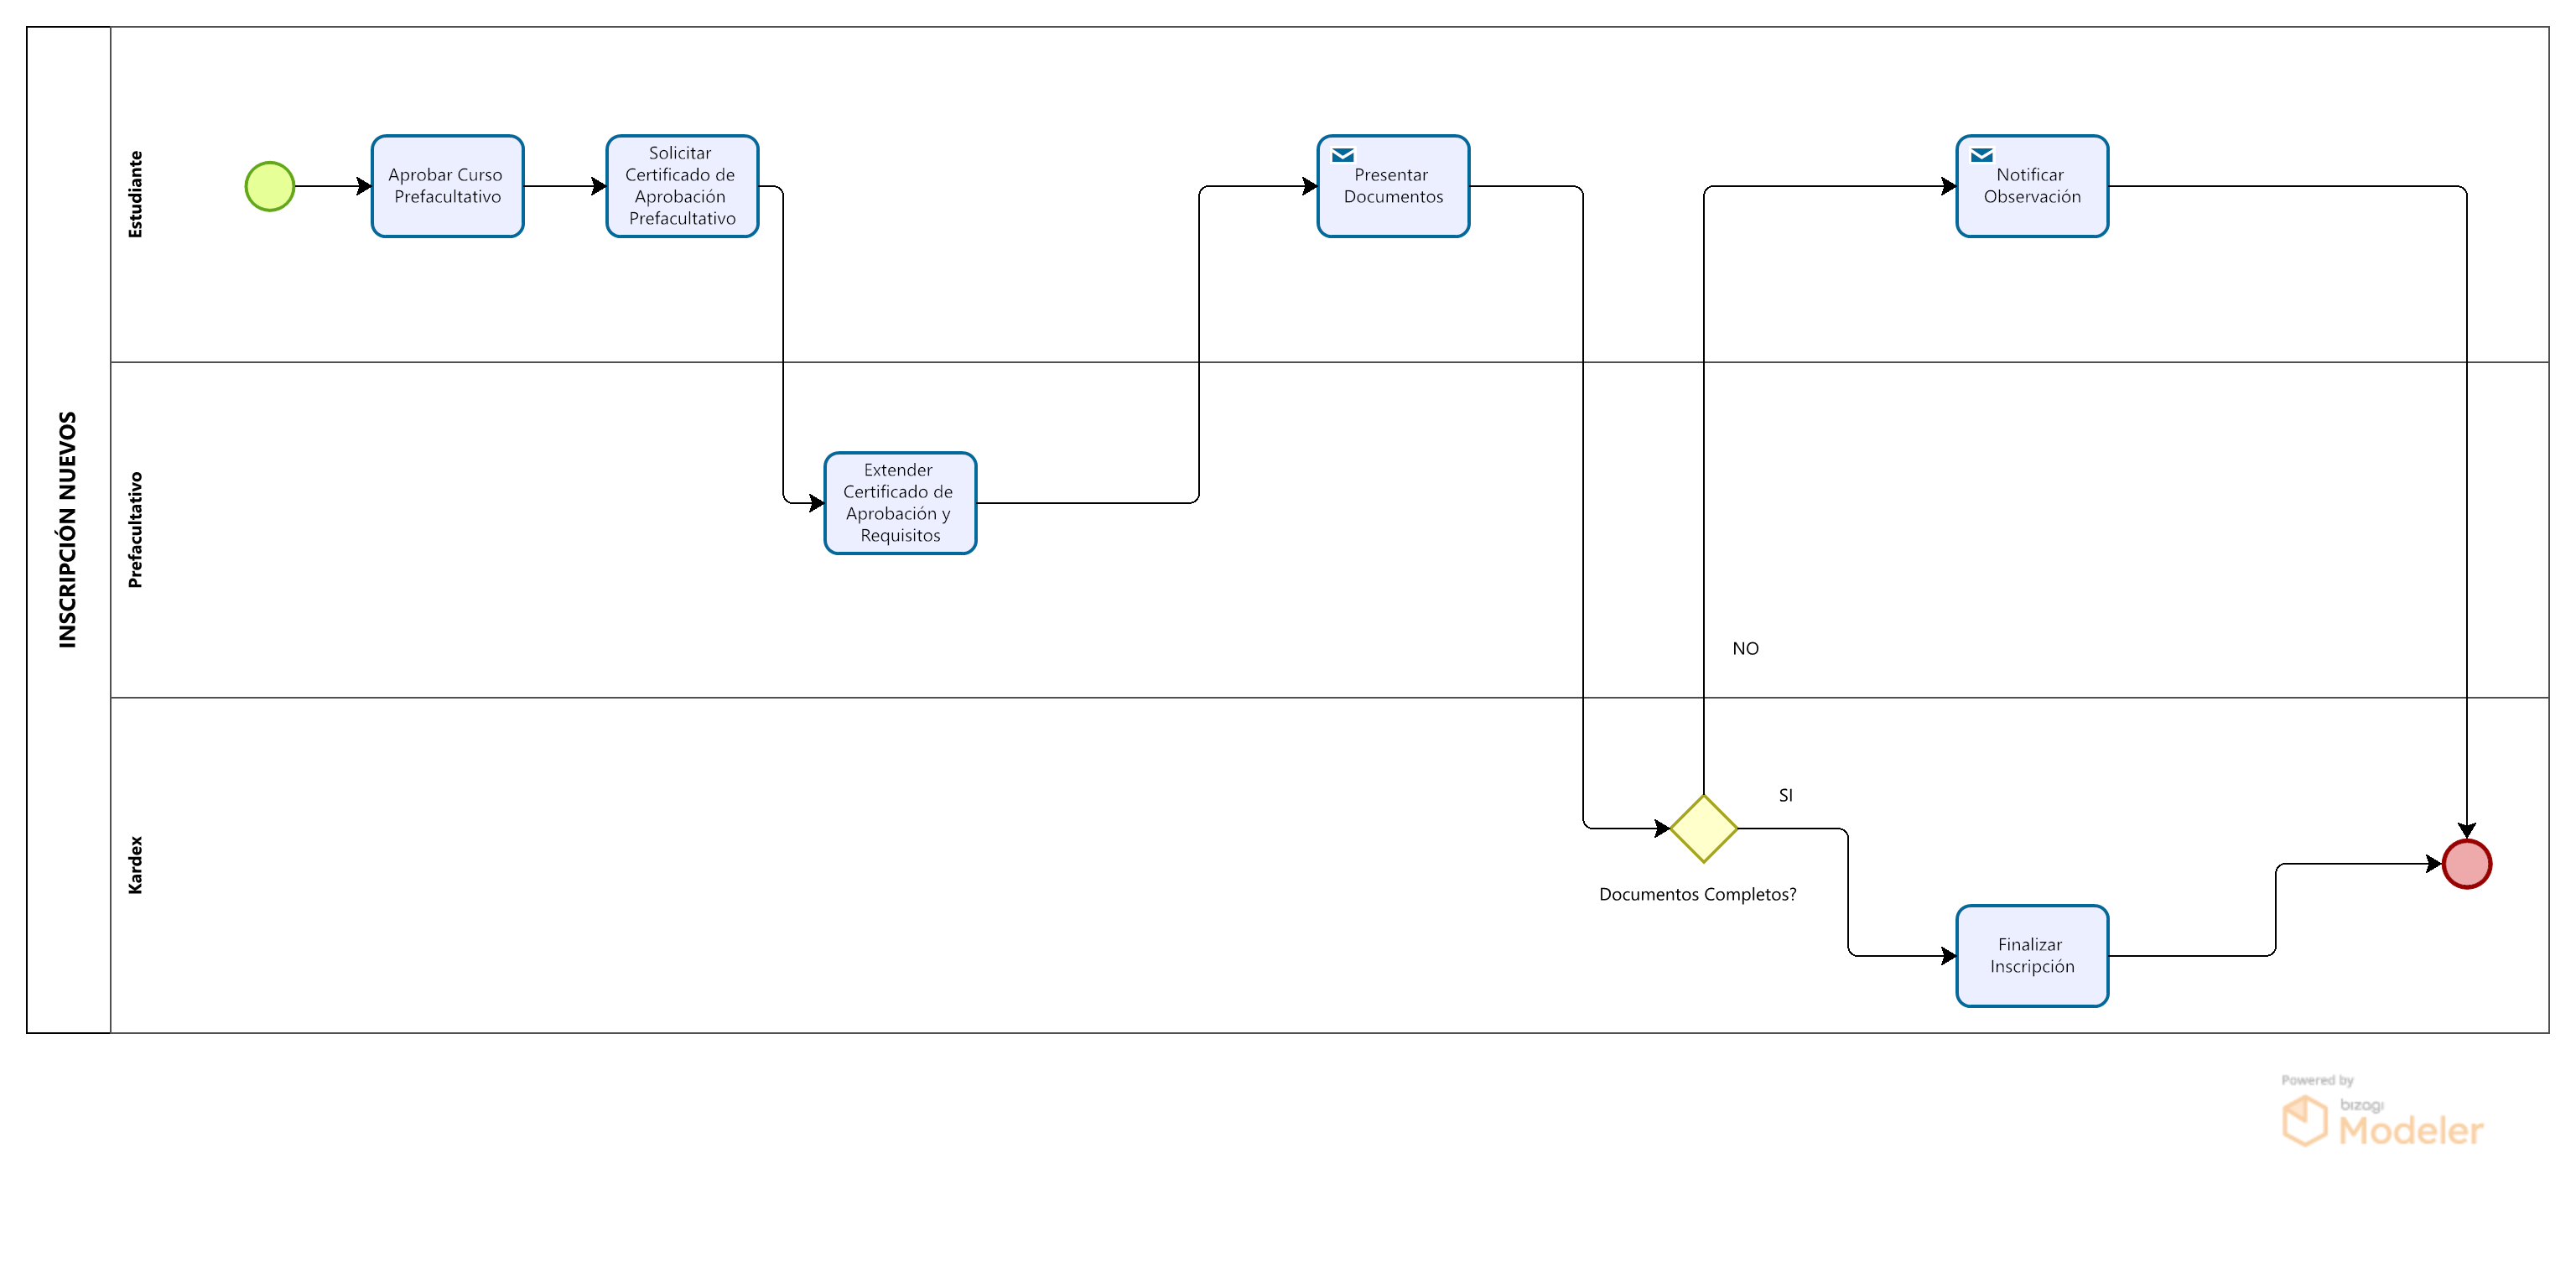 INSCRIPCIÓN NUEVOS
Estudiante
Aprobar Curso
Prefacultativo
Solicitar
Certificado de
Aprobación
Prefacultativo
Presentar
Documentos
Notificar
Observación
Prefacultativo
Extender
Certificado de
Aprobación y
Requisitos
NO
Kardex
SI
Documentos Completos?
Finalizar
Inscripción
Powered by
bizagi
Modeler